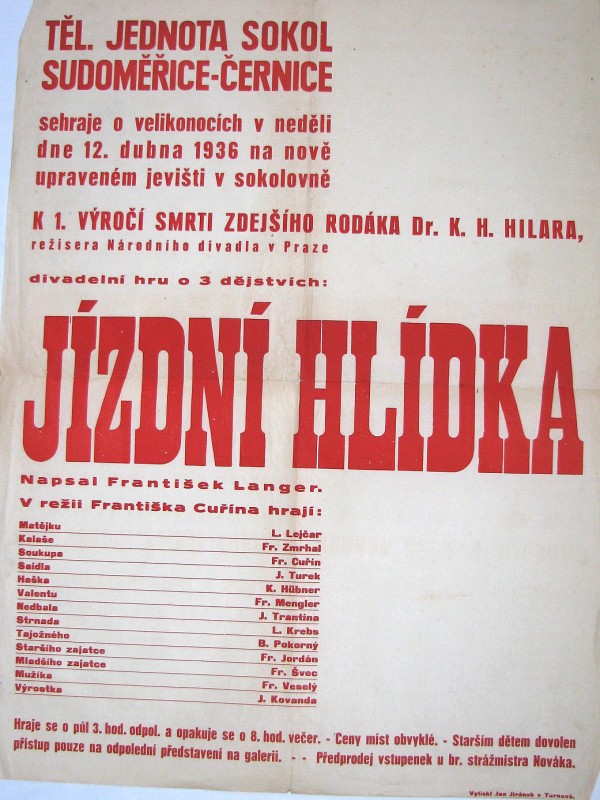 TĚL. JEDNOTA SOKOL
SUDOMĚŘICE-ČERNICE
sehraje o velikonocích v neděli
dne 12. dubna 1936 na nově
upraveném jevišti v sokolovně
K 1. VÝROČÍ SMRTI ZDEJŠÍHO RODÁKA Dr. K. H. HILARA,
režisera Národního divadla v Praze
divadelní hru o 3 dějstvích:
JÍZDNÍ HLÍDKA
Napsal František Langer.
V režii Františka Cuřína hrají:
Matějku L. Lejčar
Kalaše Fr. Zmrhal
Soukupa Fr. Cuřín
Saidla J. Turek
Haška K. Hübner
Valentu Fr. Mengler
Nedbala J. Trantina
Strnada L. Krebs
Tajožného B. Pokorný
Staršího zajatce Fr. Jordán
Mladšího zajatce Fr. Švec
Mužíka Fr. Veselý
Výrostka J. Kovanda
Hraje se o půl 3. hod. odpol. a opakuje se o 8. hod. večer. - Ceny míst obvyklé. - Starším dětem dovolen
přístup pouze na odpolední představení na galerii. - - Předprodej vstupenek u br. strážmistra Nováka.
Vytiskl Jan Jiránek v Turnově.